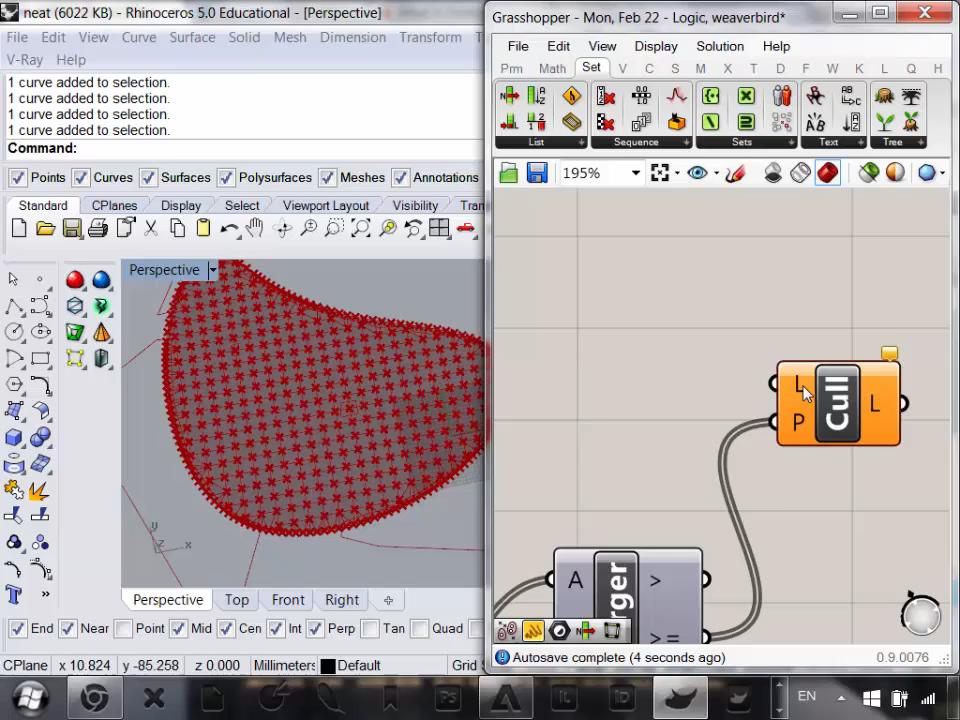 neat (6022 KB) - Rhinoceros 5.0 Educational - [Perspective]
File Edit View Curve Surface Solid Mesh Dimension Transform
V-Ray Help
1 curve added to selection.
1 curve added to selection.
1 curve added to selection.
1 curve added to selection.
Command:
Points Curves Surfaces Polysurfaces Meshes Annotations
Standard CPlanes Display Select Viewport Layout Visibility Tran
Perspective
y
z x
Perspective Top Front Right
End Near Point Mid Cen Int Perp Tan Quad
CPlane x 10.824 y -85.258 z 0.000 Millimeters Default Grid S
Grasshopper - Mon, Feb 22 - Logic, weaverbird*
File Edit View Display Solution Help
Prm Math Set V C S M X T D F W K L Q H
List Sequence Sets Text Tree
195%
L
P
Cull
L
A
rger
>
>=
Autosave complete (4 seconds ago)
0.9.0076
EN